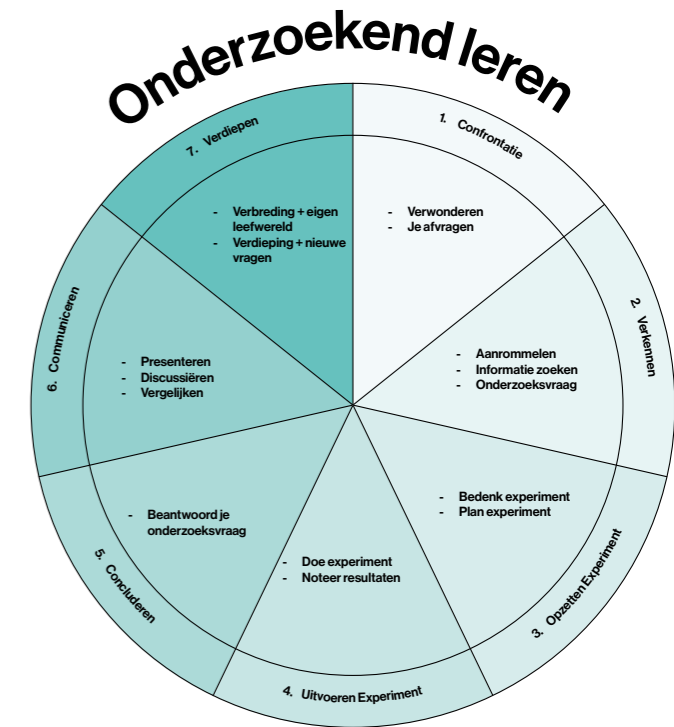 Onderzoekend leren
1. Confrontatie
- Verwonderen
- Je afvragen
2. Verkennen
- Aanrommelen
- Informatie zoeken
- Onderzoeksvraag
3. Opzetten Experiment
- Bedenk experiment
- Plan experiment
4. Uitvoeren Experiment
- Doe experiment
- Noteer resultaten
5. Concluderen
- Beantwoord je
onderzoeksvraag
6. Communiceren
- Presenteren
- Discussiëren
- Vergelijken
7. Verdiepen
- Verbreding + eigen
leefwereld
- Verdieping + nieuwe
vragen